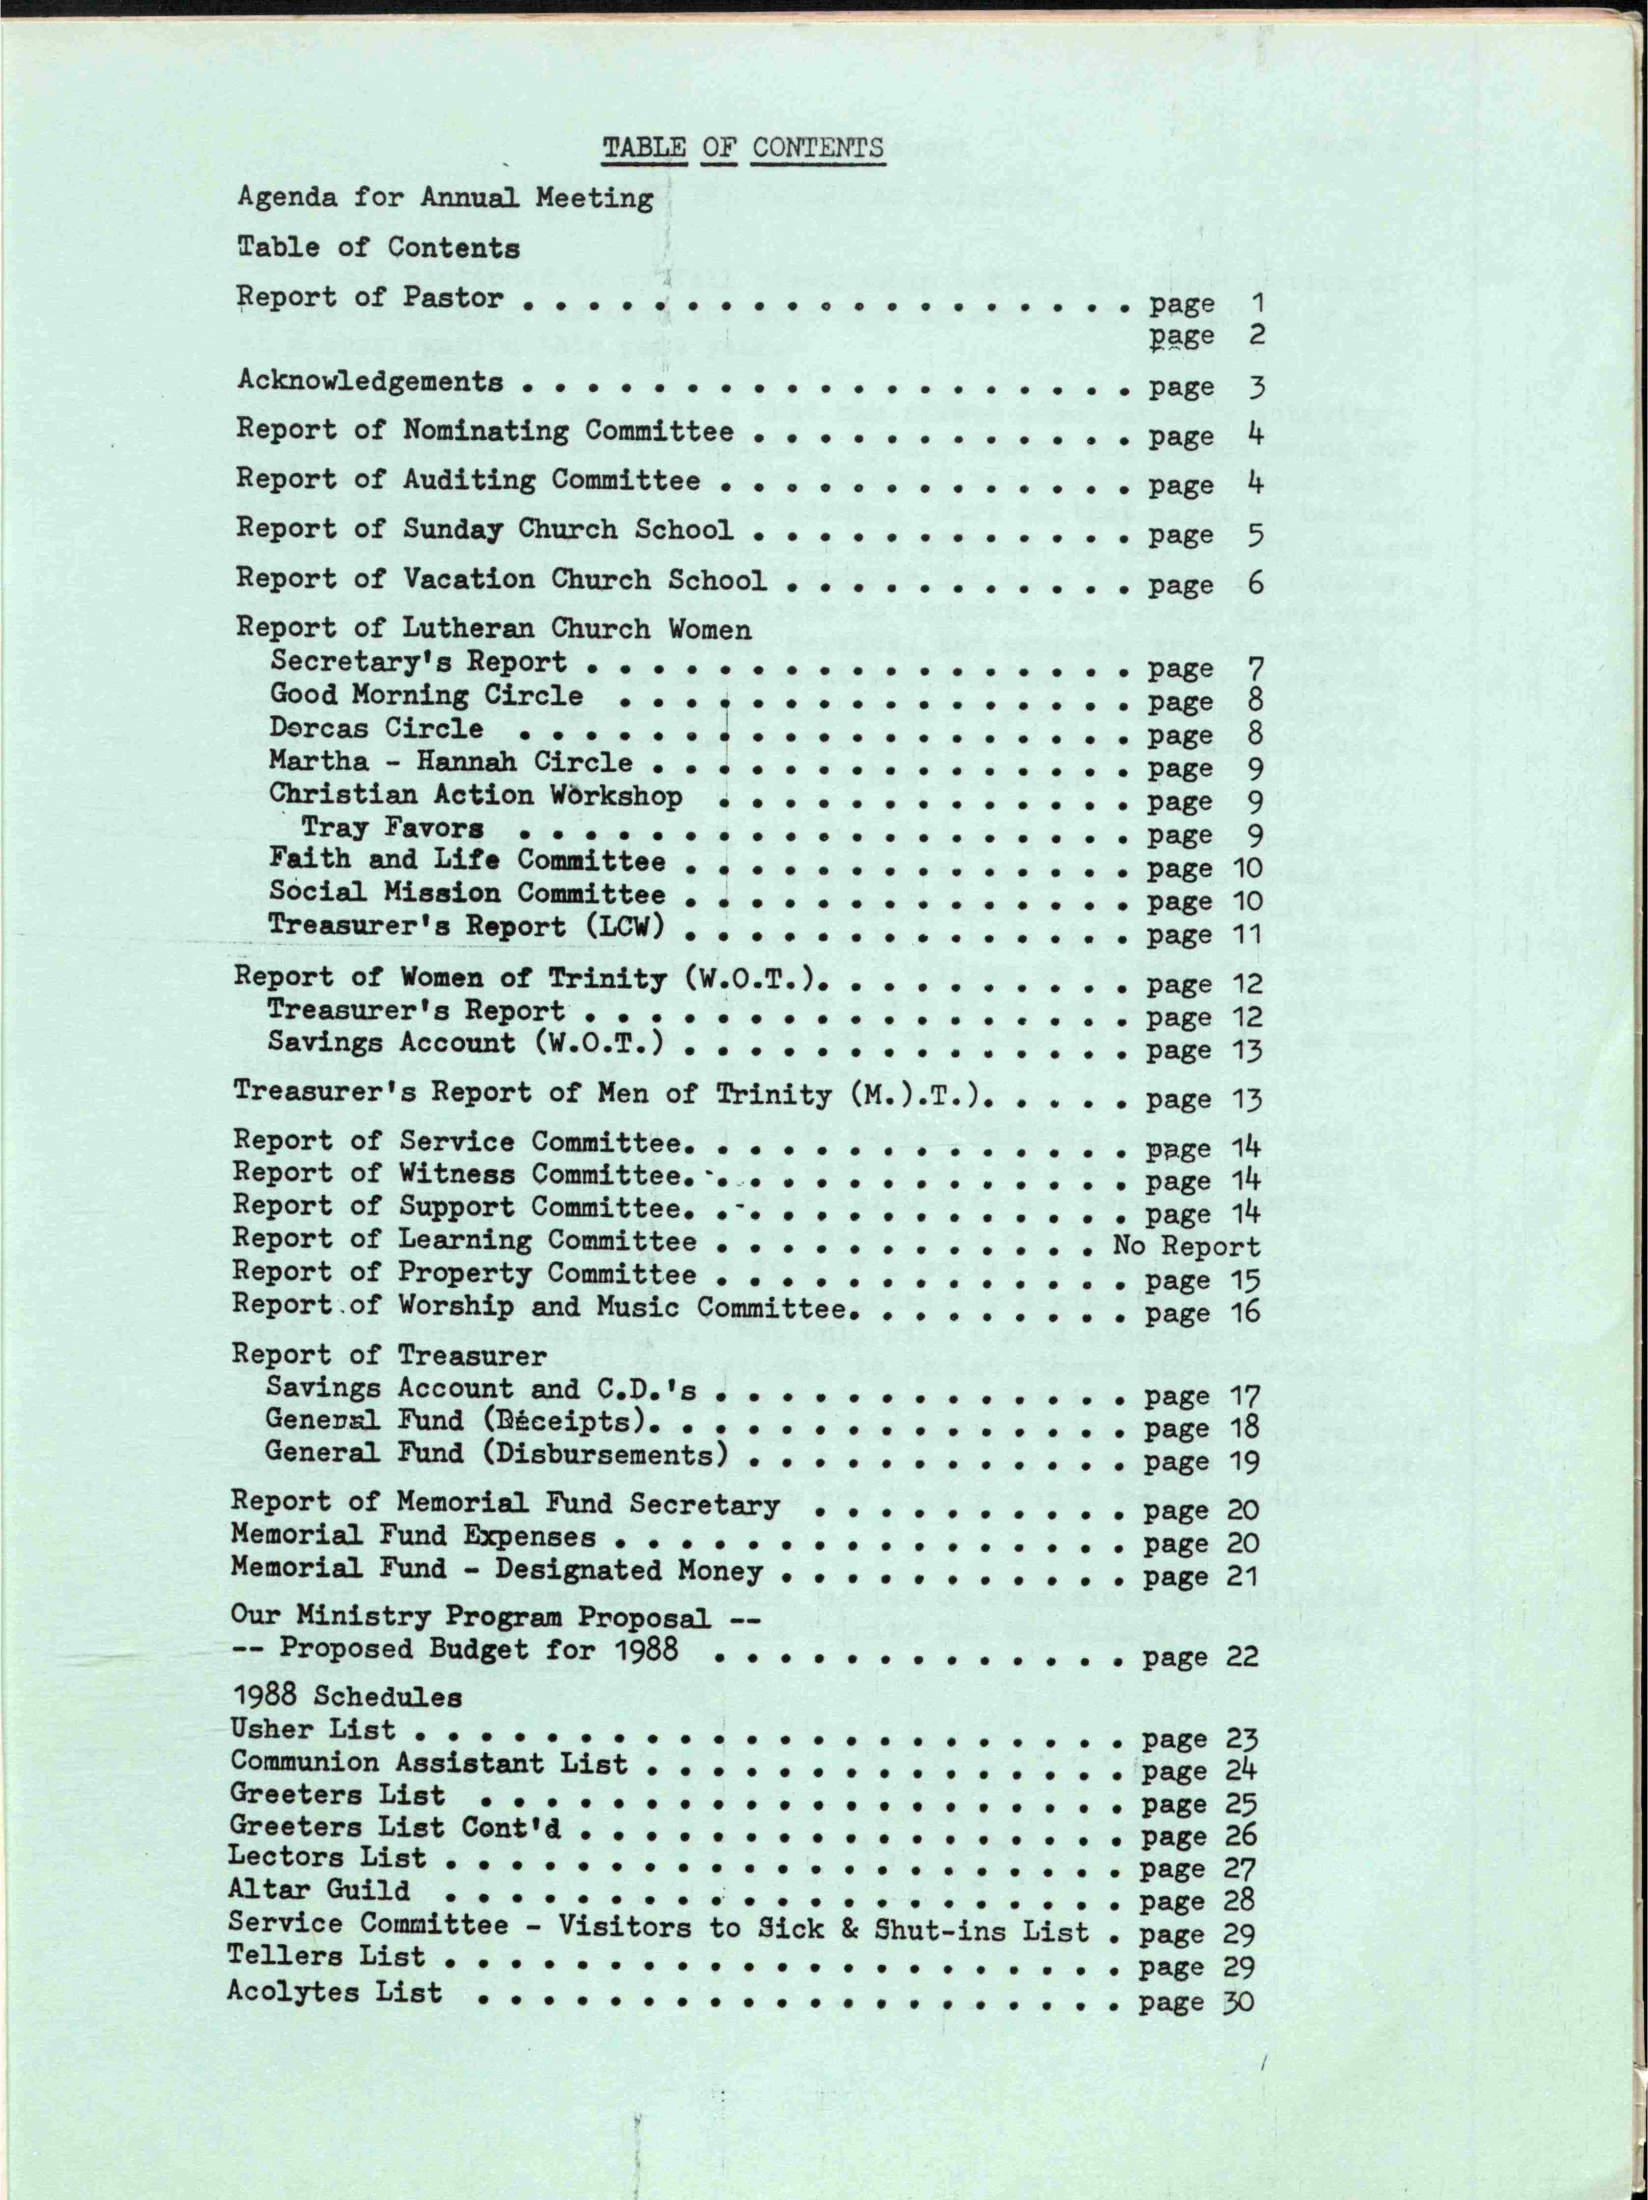 TABLE OF CONTENTS
Agenda for Annual Meeting
Table of Contents
Report of Pastor . . . . . . . . . . . . . . . . . . . page 1
page 2
Acknowledgements . . . . . . . . . . . . . . . . . . . page 3
Report of Nominating Committee . . . . . . . . . . . . page 4
Report of Auditing Committee . . . . . . . . . . . . . page 4
Report of Sunday Church School . . . . . . . . . . . . page 5
Report of Vacation Church School . . . . . . . . . . . page 6
Report of Lutheran Church Women
Secretary's Report . . . . . . . . . . . . . . . . . page 7
Good Morning Circle . . . . . . . . . . . . . . . . page 8
Dorcas Circle . . . . . . . . . . . . . . . . . . . page 8
Martha - Hannah Circle . . . . . . . . . . . . . . . page 9
Christian Action Workshop . . . . . . . . . . . . . page 9
Tray Favors . . . . . . . . . . . . . . . . . . . page 9
Faith and Life Committee . . . . . . . . . . . . . . page 10
Social Mission Committee . . . . . . . . . . . . . . page 10
Treasurer's Report (LCW) . . . . . . . . . . . . . . page 11
Report of Women of Trinity (W.O.T.). . . . . . . . . . page 12
Treasurer's Report . . . . . . . . . . . . . . . . . page 12
Savings Account (W.O.T.) . . . . . . . . . . . . . . page 13
Treasurer's Report of Men of Trinity (M.).T.). . . . . page 13
Report of Service Committee. . . . . . . . . . . . . . page 14
Report of Witness Committee. . . . . . . . . . . . . . page 14
Report of Support Committee. . . . . . . . . . . . . . page 14
Report of Learning Committee . . . . . . . . . . . . No Report
Report of Property Committee . . . . . . . . . . . . . page 15
Report of Worship and Music Committee. . . . . . . . . page 16
Report of Treasurer
Savings Account and C.D.'s . . . . . . . . . . . . . page 17
General Fund (Receipts). . . . . . . . . . . . . . . page 18
General Fund (Disbursements) . . . . . . . . . . . . page 19
Report of Memorial Fund Secretary . . . . . . . . . . page 20
Memorial Fund Expenses . . . . . . . . . . . . . . . . page 20
Memorial Fund - Designated Money . . . . . . . . . . . page 21
Our Ministry Program Proposal --
-- Proposed Budget for 1988 . . . . . . . . . . . . . page 22
1988 Schedules
Usher List . . . . . . . . . . . . . . . . . . . . . . page 23
Communion Assistant List . . . . . . . . . . . . . . . page 24
Greeters List . . . . . . . . . . . . . . . . . . . . page 25
Greeters List Cont'd . . . . . . . . . . . . . . . . . page 26
Lectors List . . . . . . . . . . . . . . . . . . . . . page 27
Altar Guild . . . . . . . . . . . . . . . . . . . . . page 28
Service Committee - Visitors to Sick & Shut-ins List . page 29
Tellers List . . . . . . . . . . . . . . . . . . . . . page 29
Acolytes List . . . . . . . . . . . . . . . . . . . . page 30